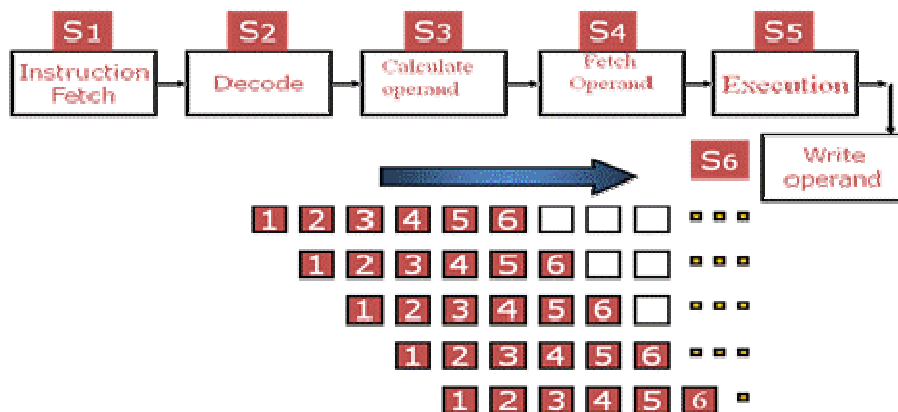 S1 S2 S3 S4 S5
Instruction
Fetch
Decode
Calculate
operand
Fetch
Operand
Execution
S6
Write
operand
1 2 3 4 5 6
1 2 3 4 5 6
1 2 3 4 5 6
1 2 3 4 5 6
1 2 3 4 5 6